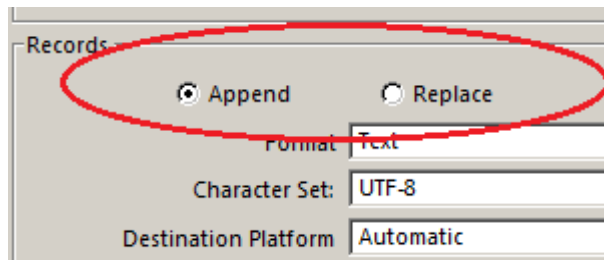 Records
Append Replace
Format Text
Character Set: UTF-8
Destination Platform Automatic